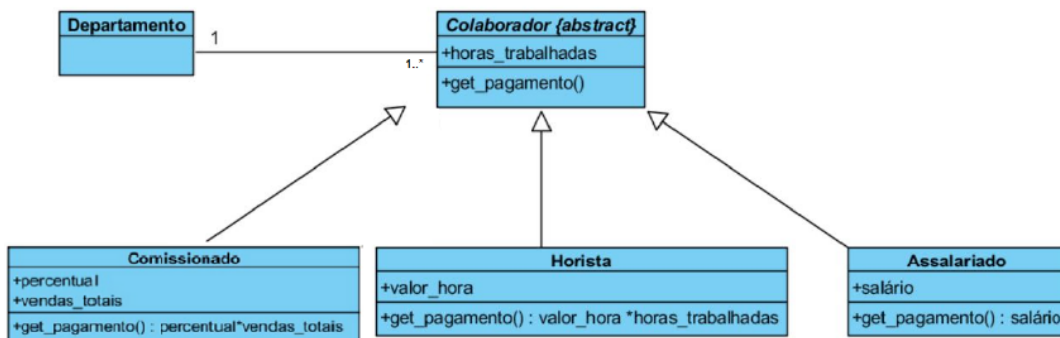 Departamento
1
1..*
Colaborador {abstract}
+horas_trabalhadas
+get_pagamento()
Comissionado
+percentual
+vendas_totais
+get_pagamento() : percentual*vendas_totais
Horista
+valor_hora
+get_pagamento() : valor_hora *horas_trabalhadas
Assalariado
+salário
+get_pagamento() : salário